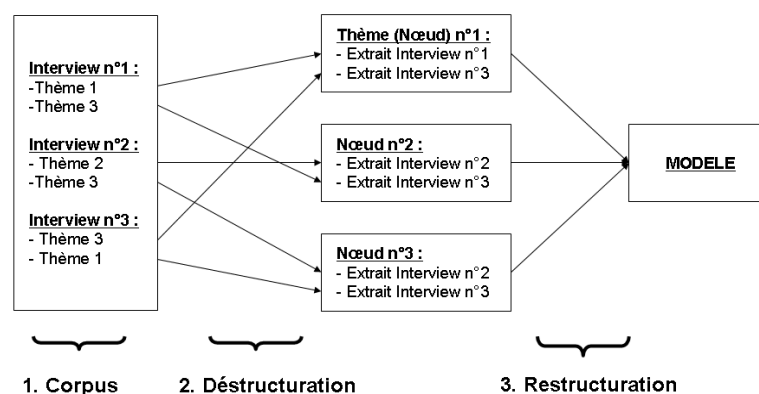 Interview n°1 :
-Thème 1
-Thème 3
Interview n°2 :
- Thème 2
-Thème 3
Interview n°3 :
- Thème 3
- Thème 1
Thème (Nœud) n°1 :
- Extrait Interview n°1
- Extrait Interview n°3
Nœud n°2 :
- Extrait Interview n°2
- Extrait Interview n°3
Nœud n°3 :
- Extrait Interview n°2
- Extrait Interview n°3
MODELE
1. Corpus
2. Déstructuration
3. Restructuration